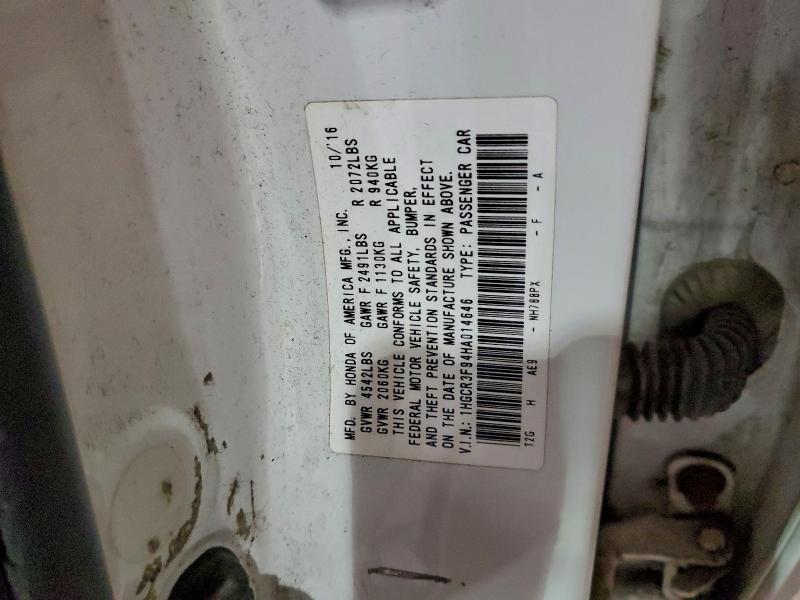 MFD. BY HONDA OF AMERICA MFG., INC. 10/'16
GVWR 4542LBS GAWR F 2491LBS R 2072LBS
GVWR 2060KG GAWR F 1130KG R 940KG
THIS VEHICLE CONFORMS TO ALL APPLICABLE
FEDERAL MOTOR VEHICLE SAFETY, BUMPER,
AND THEFT PREVENTION STANDARDS IN EFFECT
ON THE DATE OF MANUFACTURE SHOWN ABOVE.
V.I.N.: 1HGCR3F94HA014646 TYPE: PASSENGER CAR
T2G H AE9 - NH788PX - F - A